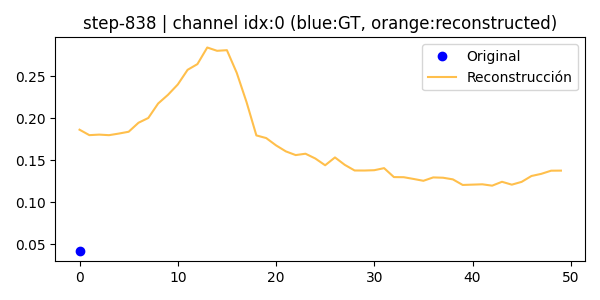 step-838 | channel idx:0 (blue:GT, orange:reconstructed)
Original
Reconstrucción
0.25
0.20
0.15
0.10
0.05
0 10 20 30 40 50